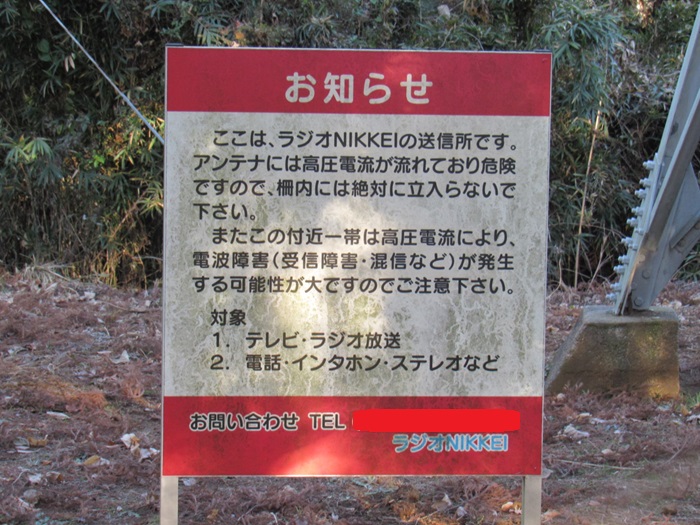 お知らせ
ここは、ラジオNIKKEIの送信所です。
アンテナには高圧電流が流れており危険
ですので、柵内には絶対に立入らないで
下さい。
またこの付近一帯は高圧電流により、
電波障害（受信障害・混信など）が発生
する可能性が大ですのでご注意下さい。
対象
1. テレビ・ラジオ放送
2. 電話・インタホン・ステレオなど
お問い合わせ TEL
ラジオNIKKEI